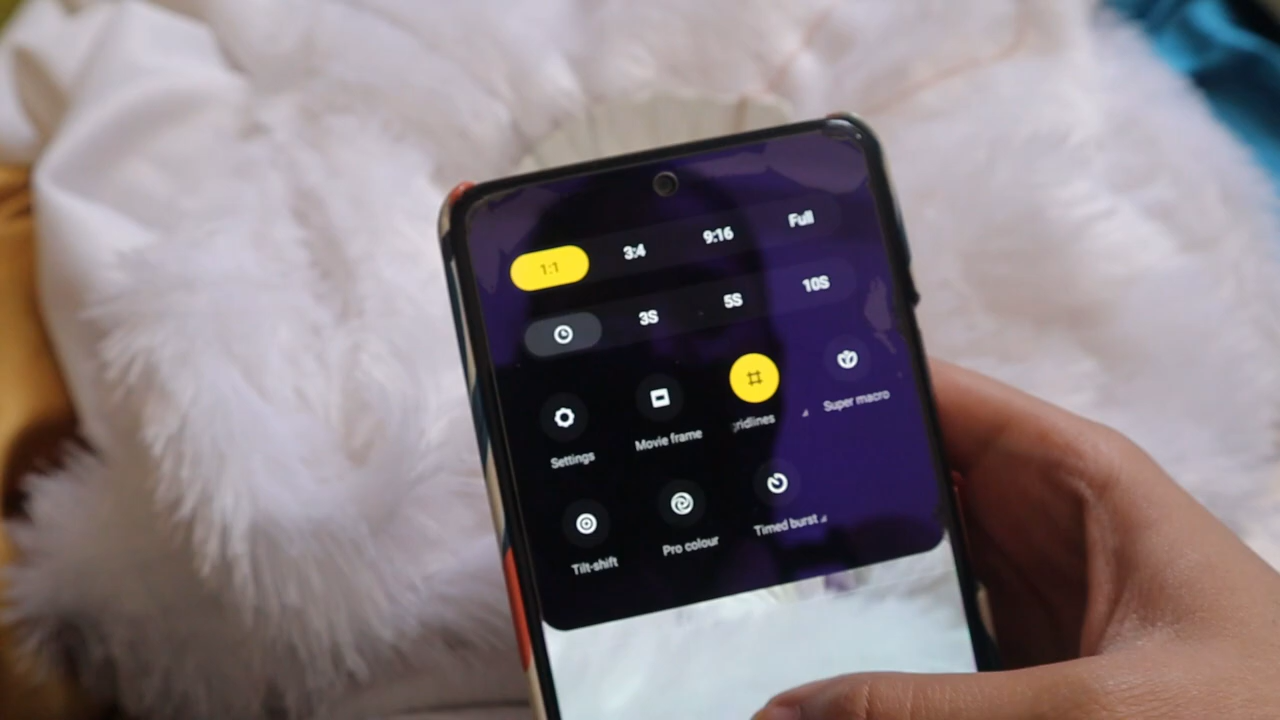 1:1 3:4 9:16 Full
3S 5S 10S
Settings Movie frame gridlines Super macro
Tilt-shift Pro colour Timed burst